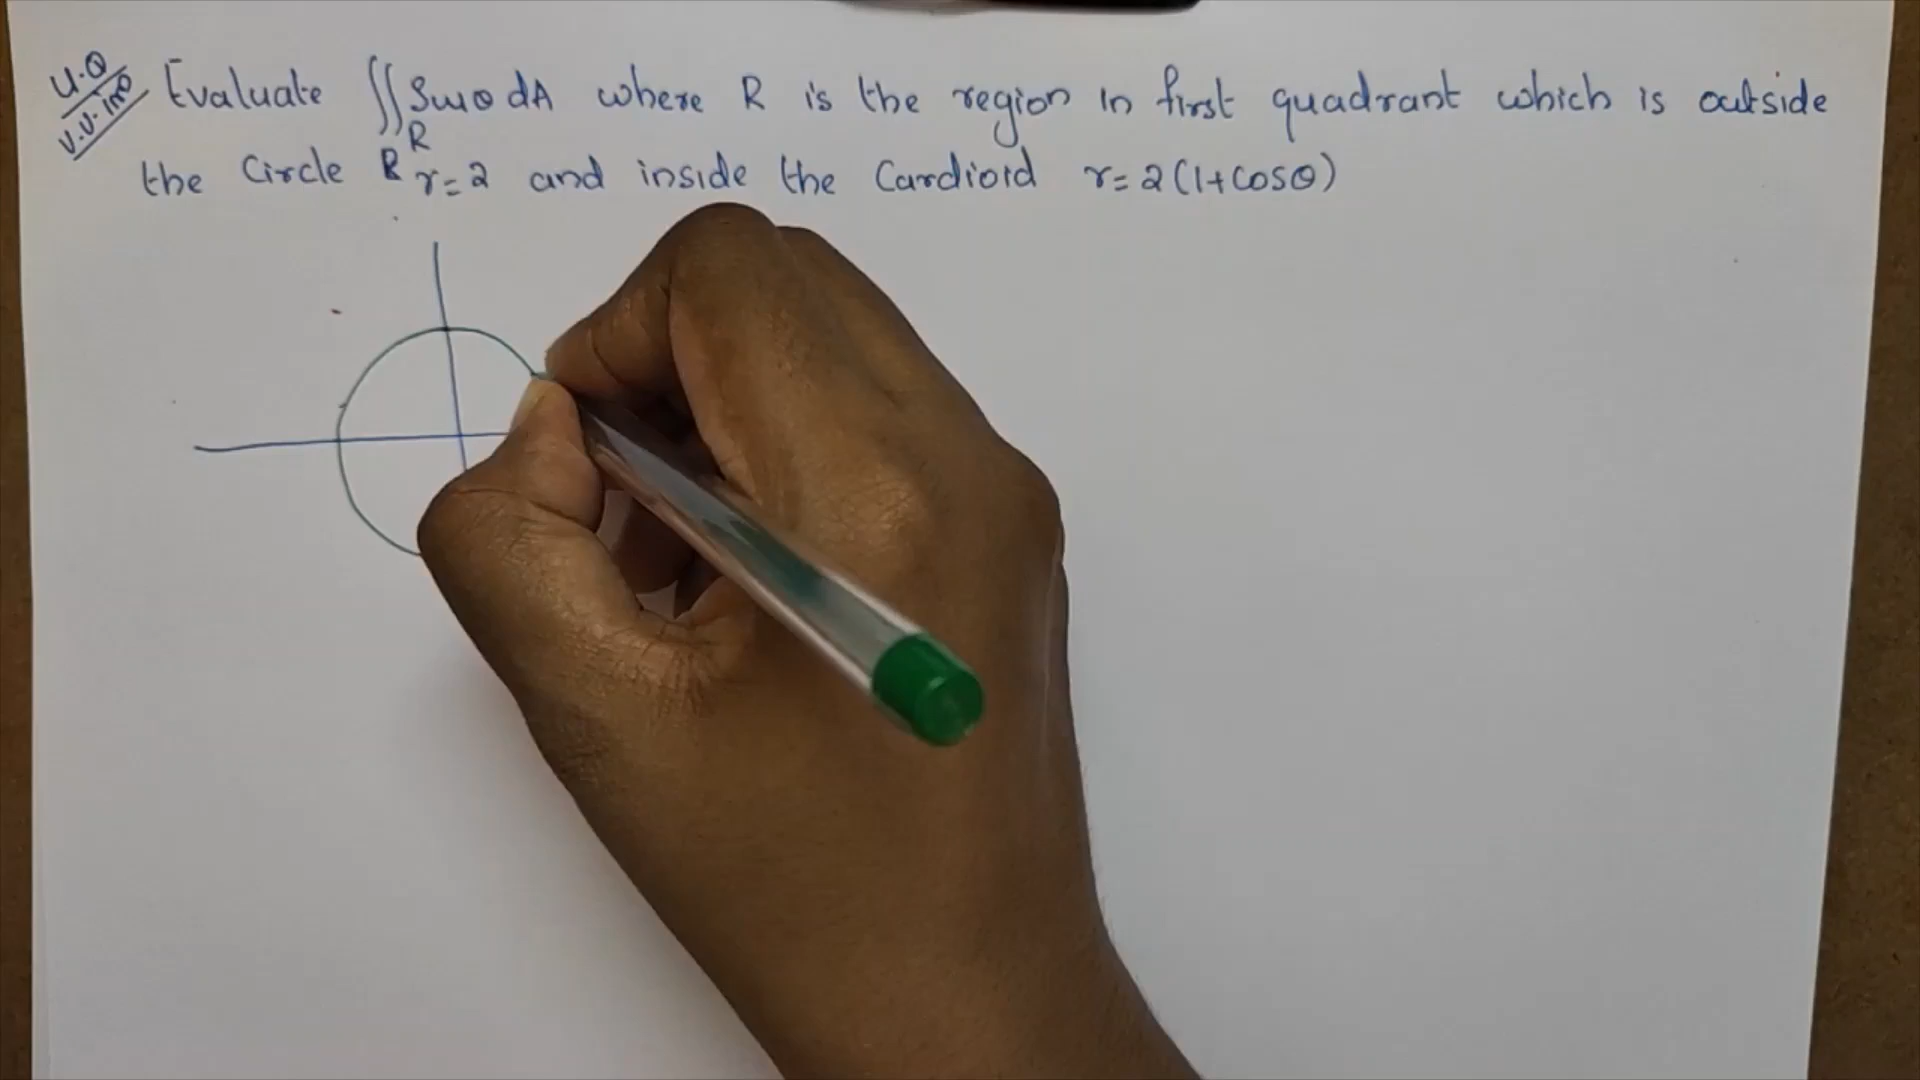 U.Q
V.V.imp
Evaluate ∬_R Sinθ dA where R is the region in first quadrant which is outside
the Circle R r=2 and inside the Cardioid r=2(1+cosθ)